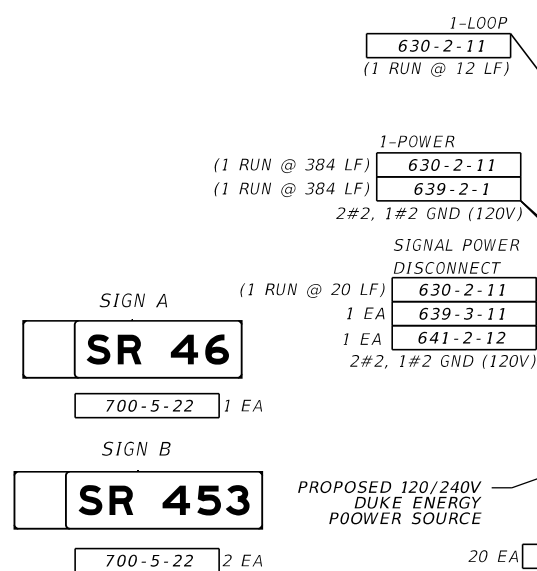 1-LOOP
630-2-11
(1 RUN @ 12 LF)
1-POWER
(1 RUN @ 384 LF) 630-2-11
(1 RUN @ 384 LF) 639-2-1
2#2, 1#2 GND (120V)
SIGNAL POWER
DISCONNECT
(1 RUN @ 20 LF) 630-2-11
1 EA 639-3-11
1 EA 641-2-12
2#2, 1#2 GND (120V)
SIGN A
SR 46
700-5-22 1 EA
SIGN B
SR 453
700-5-22 2 EA
PROPOSED 120/240V
DUKE ENERGY
P0OWER SOURCE
20 EA